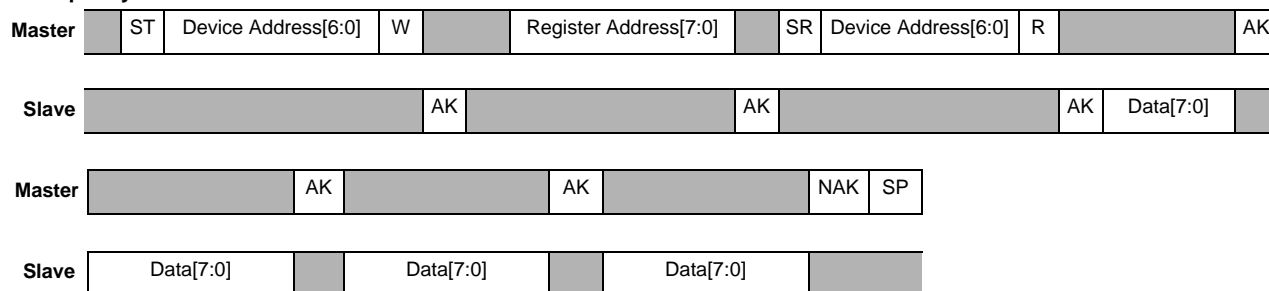 Master ST Device Address[6:0] W Register Address[7:0] SR Device Address[6:0] R AK
Slave AK AK AK Data[7:0]
Master AK AK NAK SP
Slave Data[7:0] Data[7:0] Data[7:0]